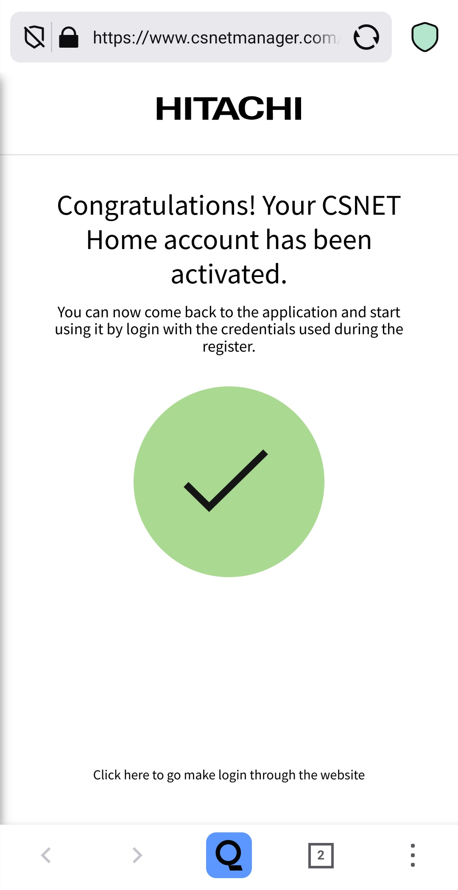 https://www.csnetmanager.com/
HITACHI
Congratulations! Your CSNET
Home account has been
activated.
You can now come back to the application and start
using it by login with the credentials used during the
register.
Click here to go make login through the website
Q
2